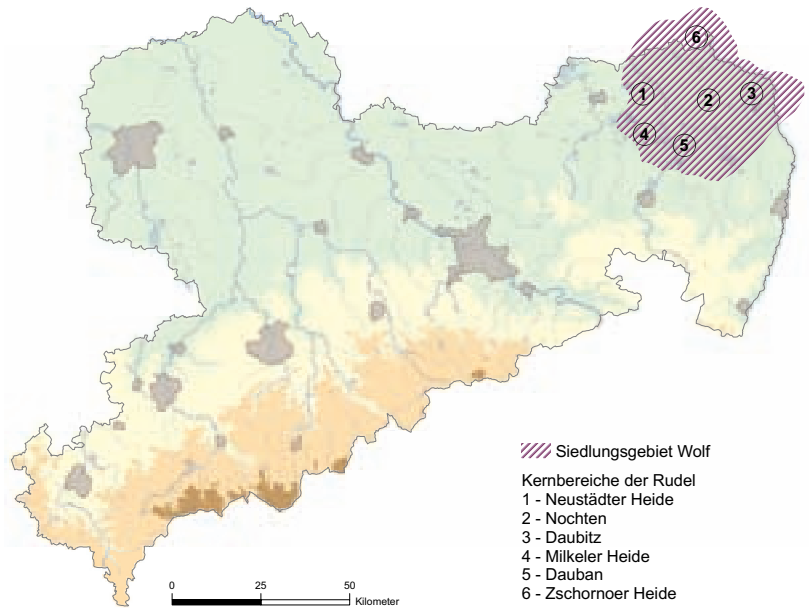 6
1
2
3
4
5
Siedlungsgebiet Wolf
Kernbereiche der Rudel
1 - Neustädter Heide
2 - Nochten
3 - Daubitz
4 - Milkeler Heide
5 - Dauban
6 - Zschornoer Heide
0 25 50
Kilometer